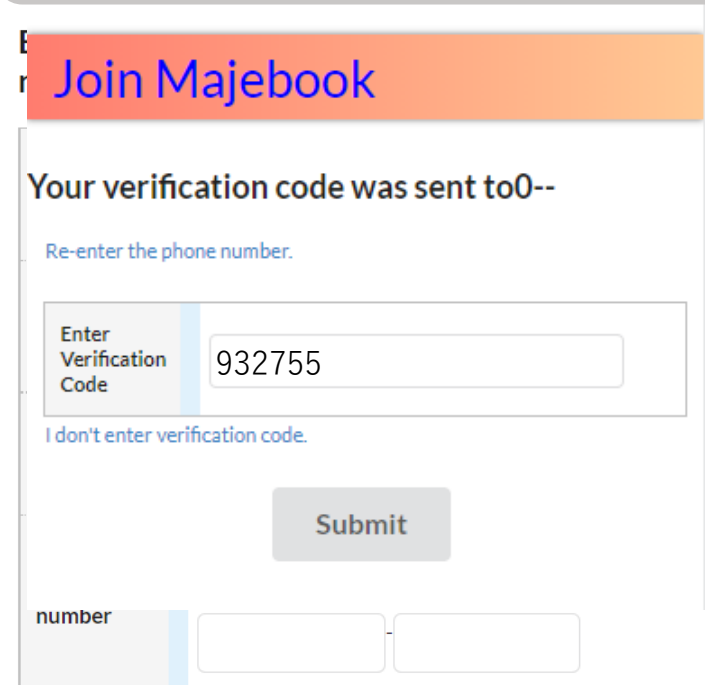 Join Majebook
Your verification code was sent to0--
Re-enter the phone number.
Enter
Verification
Code
932755
I don't enter verification code.
Submit
number
-